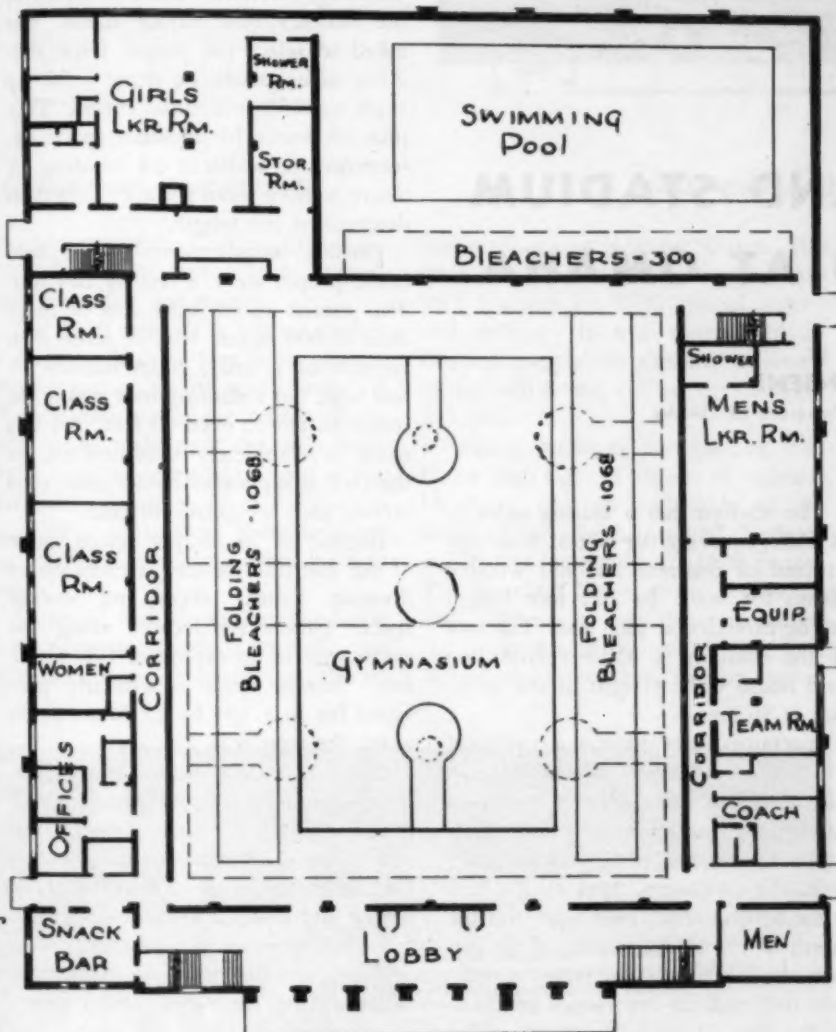 GIRLS
LKR. RM.
SHOWER
RM.
STOR.
RM.
SWIMMING
POOL
BLEACHERS - 300
CLASS
RM.
CLASS
RM.
CLASS
RM.
WOMEN
OFFICES
SNACK
BAR
CORRIDOR
FOLDING
BLEACHERS - 1068
GYMNASIUM
FOLDING
BLEACHERS - 1068
SHOWER
MEN'S
LKR. RM.
EQUIP.
CORRIDOR
TEAM RM.
COACH
LOBBY
MEN